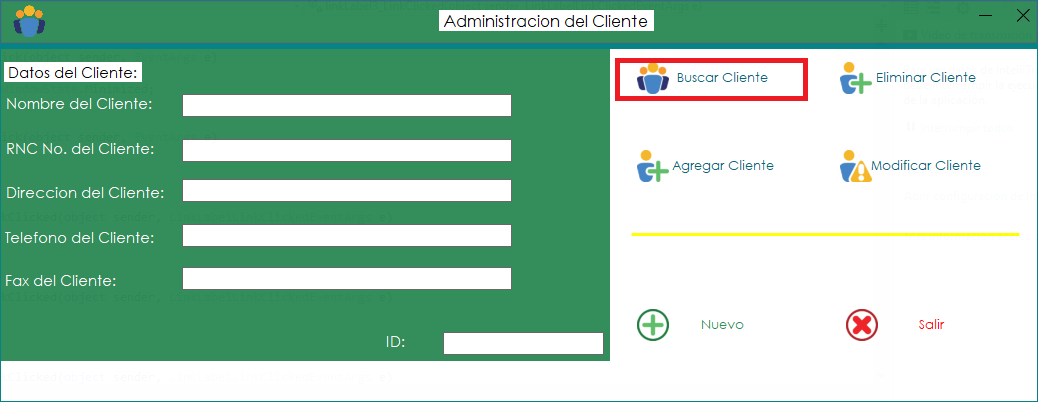 Administracion del Cliente
Datos del Cliente:
Nombre del Cliente:
RNC No. del Cliente:
Direccion del Cliente:
Telefono del Cliente:
Fax del Cliente:
ID:
Buscar Cliente
Eliminar Cliente
Agregar Cliente
Modificar Cliente
Nuevo
Salir